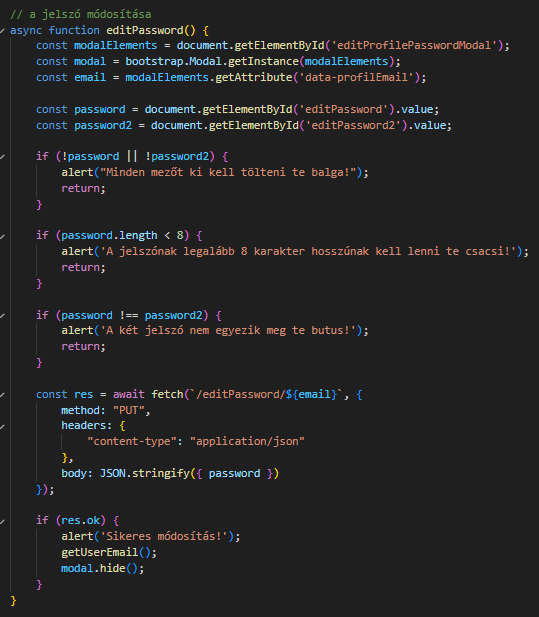 // a jelszó módosítása
async function editPassword() {
const modalElements = document.getElementById('editProfilePasswordModal');
const modal = bootstrap.Modal.getInstance(modalElements);
const email = modalElements.getAttribute('data-profilEmail');
const password = document.getElementById('editPassword').value;
const password2 = document.getElementById('editPassword2').value;
if (!password || !password2) {
alert("Minden mezőt ki kell tölteni te balga!");
return;
}
if (password.length < 8) {
alert('A jelszónak legalább 8 karakter hosszúnak kell lenni te csacsi!');
return;
}
if (password !== password2) {
alert('A két jelszó nem egyezik meg te butus!');
return;
}
const res = await fetch(`/editPassword/${email}`, {
method: "PUT",
headers: {
"content-type": "application/json"
},
body: JSON.stringify({ password })
});
if (res.ok) {
alert('Sikeres módosítás!');
getUserEmail();
modal.hide();
}
}